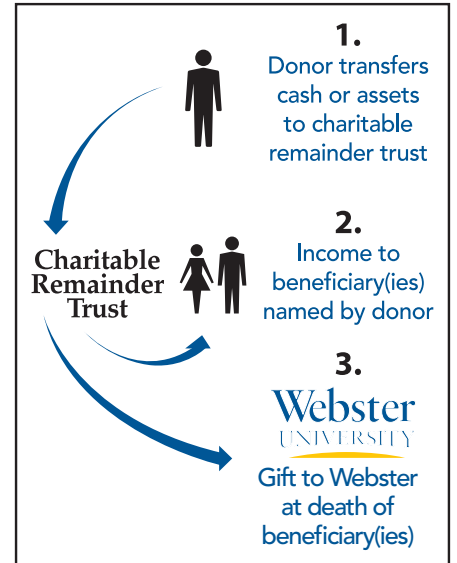 1.
Donor transfers
cash or assets
to charitable
remainder trust
Charitable
Remainder
Trust
2.
Income to
beneficiary(ies)
named by donor
3.
Webster
UNIVERSITY
Gift to Webster
at death of
beneficiary(ies)